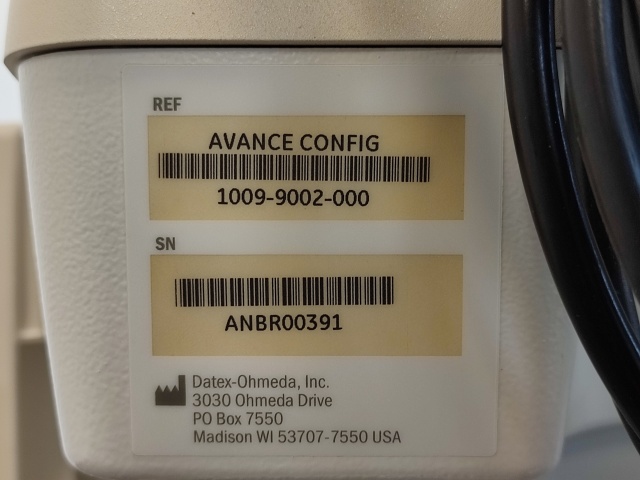 REF
AVANCE CONFIG
1009-9002-000
SN
ANBR00391
Datex-Ohmeda, Inc.
3030 Ohmeda Drive
PO Box 7550
Madison WI 53707-7550 USA